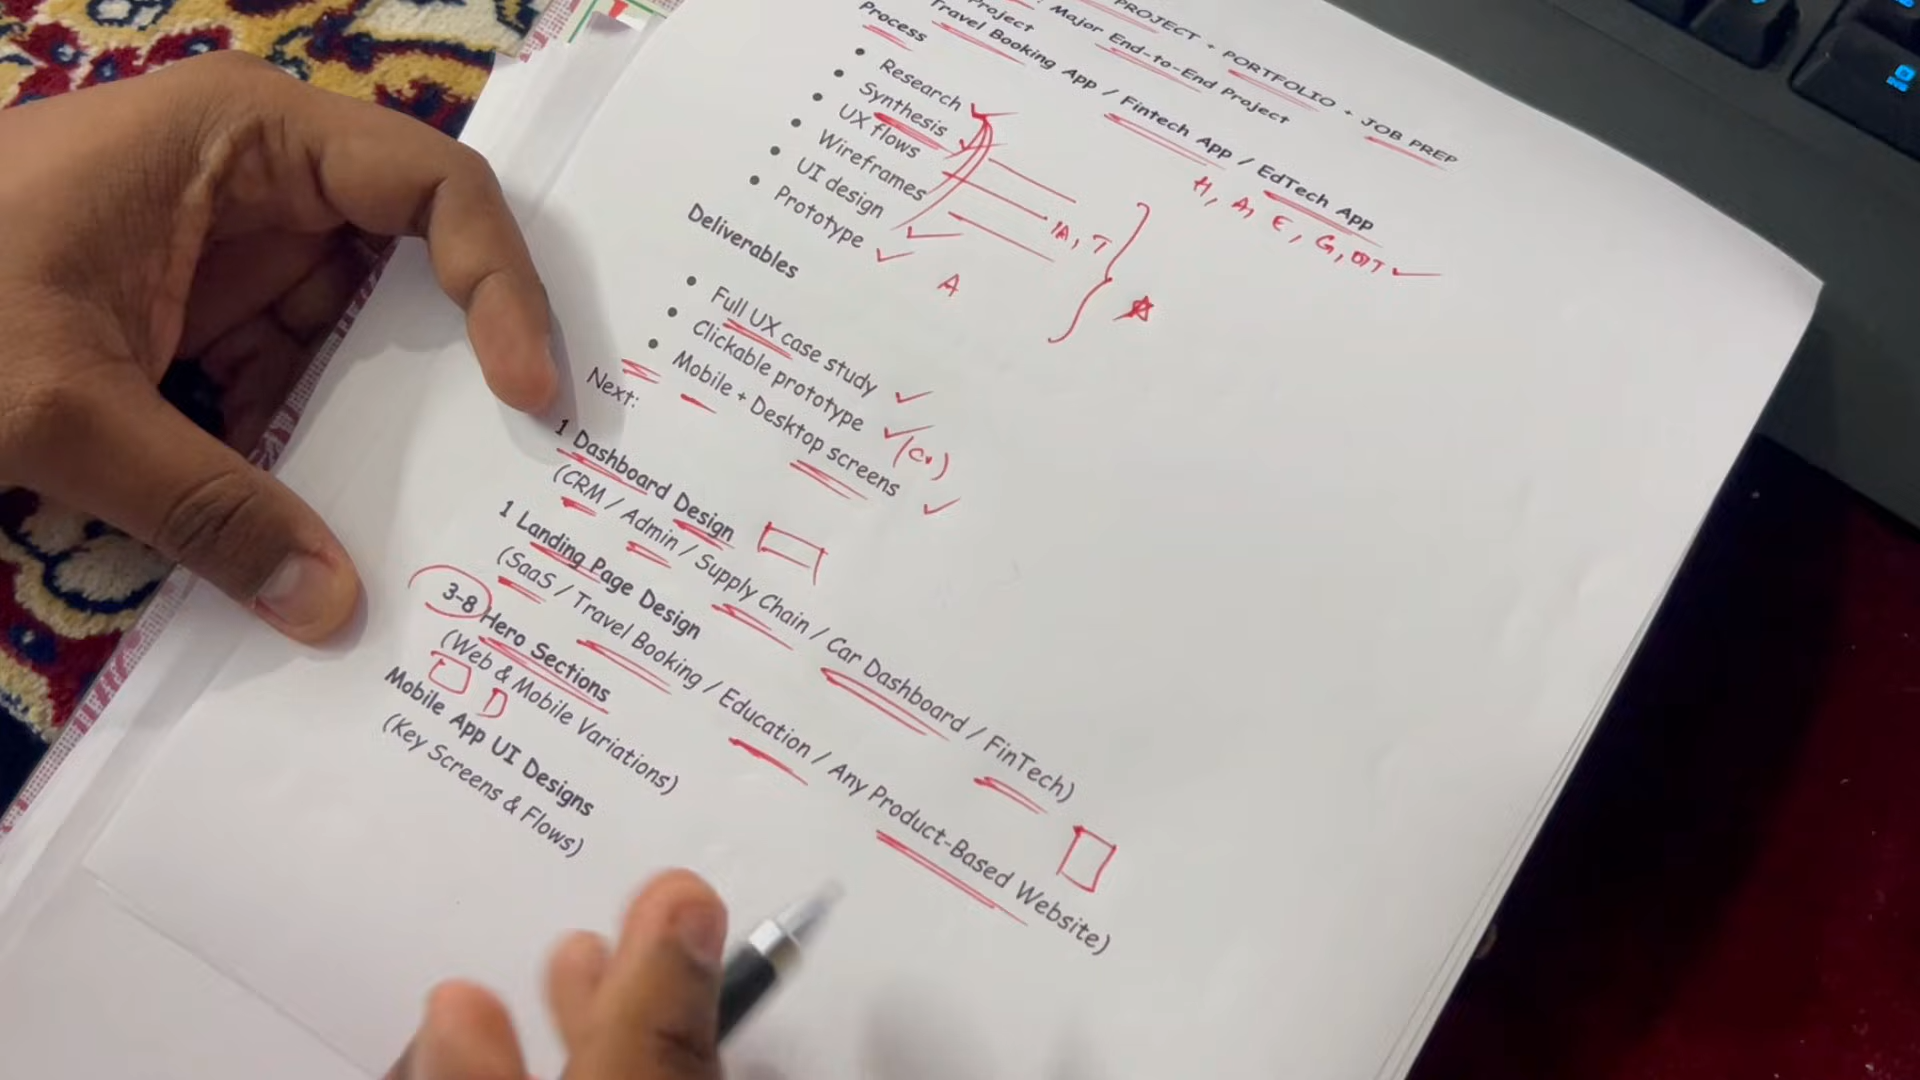 PROJECT + PORTFOLIO + JOB PREP
Major End-to-End Project
Project
Travel Booking App / Fintech App / EdTech App
H, A, E, G,
Process
• Research
• Synthesis
• UX flows
• Wireframes
• UI design
• Prototype
IA, T
A
Deliverables
• Full UX case study
• Clickable prototype
• Mobile + Desktop screens
Next:
1 Dashboard Design
(CRM / Admin / Supply Chain / Car Dashboard / FinTech)
1 Landing Page Design
(SaaS / Travel Booking / Education / Any Product-Based Website)
3-8 Hero Sections
(Web & Mobile Variations)
Mobile App UI Designs
(Key Screens & Flows)